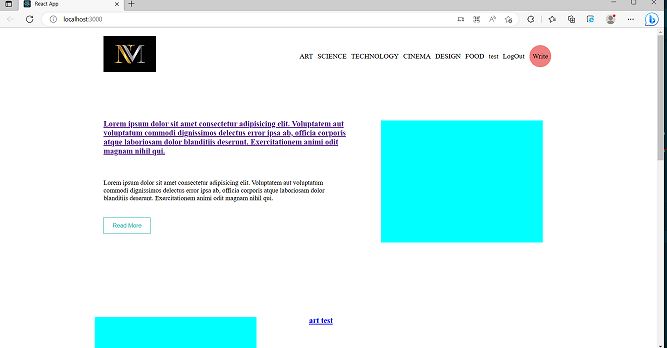 React App
localhost:3000
ART SCIENCE TECHNOLOGY CINEMA DESIGN FOOD test LogOut Write
Lorem ipsum dolor sit amet consectetur adipisicing elit. Voluptatem aut
voluptatum commodi dignissimos delectus error ipsa ab, officia corporis
atque laboriosam dolor blanditiis deserunt. Exercitationem animi odit
magnam nihil qui.
Lorem ipsum dolor sit amet consectetur adipisicing elit. Voluptatem aut voluptatum
commodi dignissimos delectus error ipsa ab, officia corporis atque laboriosam dolor
blanditiis deserunt. Exercitationem animi odit magnam nihil qui.
Read More
art test